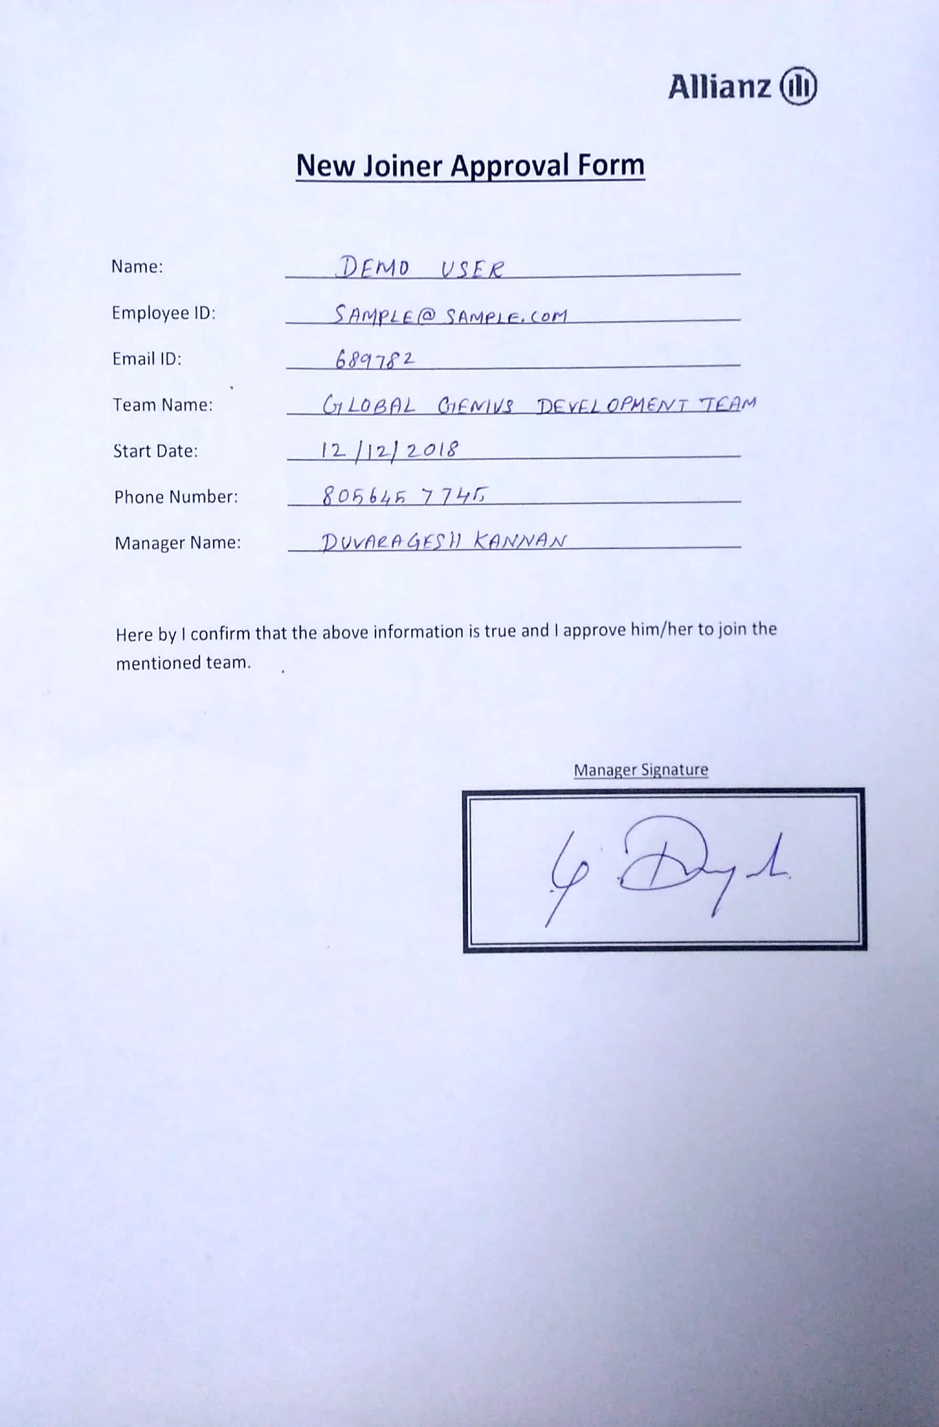 Allianz
New Joiner Approval Form
Name: DEMO USER
Employee ID: SAMPLE@SAMPLE.COM
Email ID: 689782
Team Name: GLOBAL GENIUS DEVELOPMENT TEAM
Start Date: 12/12/2018
Phone Number: 805645 7745
Manager Name: DUVARAGESH KANNAN
Here by I confirm that the above information is true and I approve him/her to join the
mentioned team.
Manager Signature